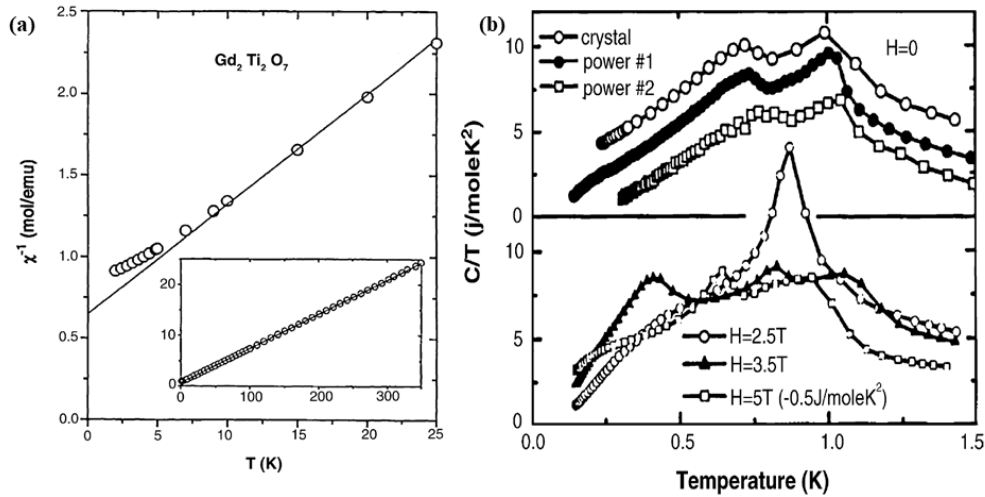 (a)
Gd2 Ti2 O7
χ-1 (mol/emu)
2.5
2.0
1.5
1.0
0.5
0.0
20
10
0
0
100
200
300
0
5
10
15
20
25
T (K)
(b)
crystal
power #1
power #2
H=0
C/T (j/moleK2)
10
5
0
10
5
0
H=2.5T
H=3.5T
H=5T (-0.5J/moleK2)
0.0
0.5
1.0
1.5
Temperature (K)